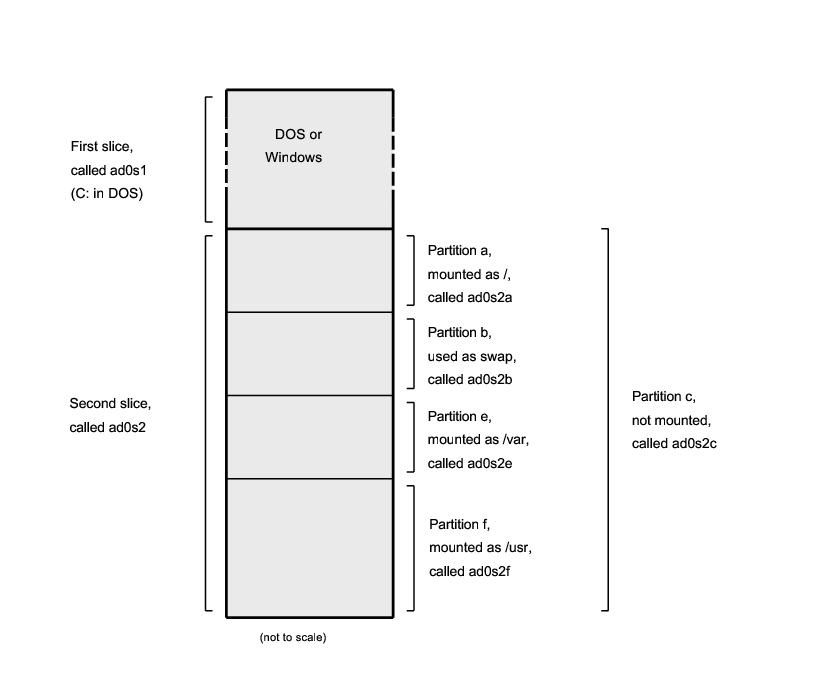 DOS or
Windows
First slice,
called ad0s1
(C: in DOS)
Partition a,
mounted as /,
called ad0s2a
Partition b,
used as swap,
called ad0s2b
Second slice,
called ad0s2
Partition e,
mounted as /var,
called ad0s2e
Partition c,
not mounted,
called ad0s2c
Partition f,
mounted as /usr,
called ad0s2f
(not to scale)